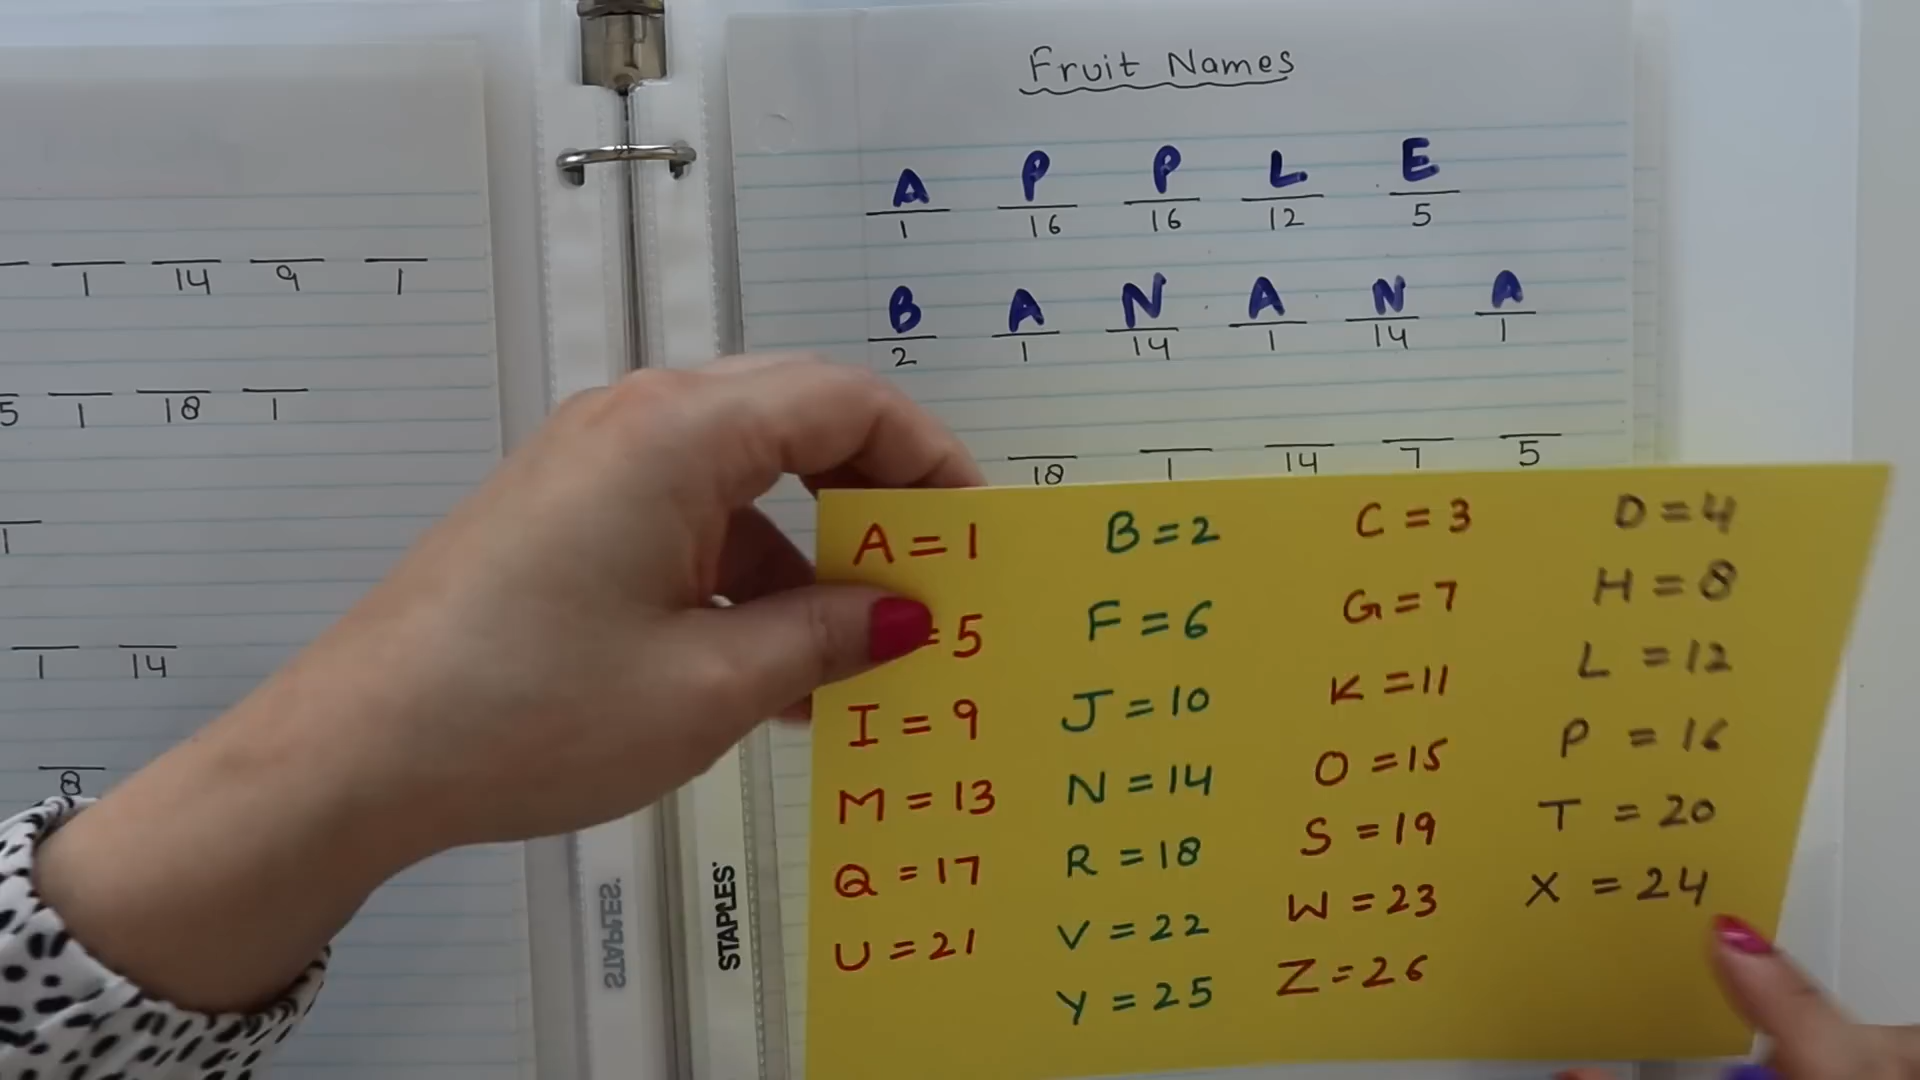 1 14 9 1
5 1 18 1
1
1 14
8
Fruit Names
A P P L E
1 16 16 12 5
B A N A N A
2 1 14 1 14 1
18 1 14 7 5
A = 1 B = 2 C = 3 D = 4
= 5 F = 6 G = 7 H = 8
I = 9 J = 10 K = 11 L = 12
M = 13 N = 14 O = 15 P = 16
Q = 17 R = 18 S = 19 T = 20
U = 21 V = 22 W = 23 X = 24
Y = 25 Z = 26
STAPLES
STAPLES